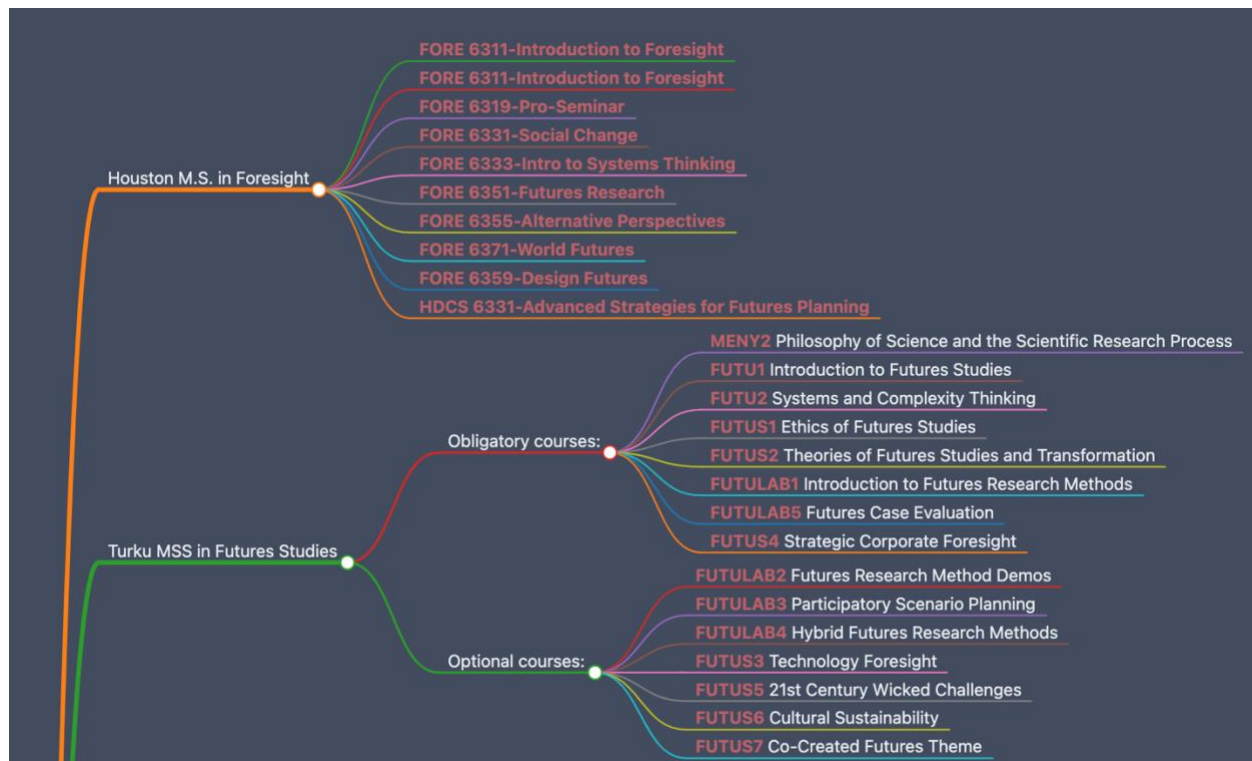 FORE 6311-Introduction to Foresight
FORE 6311-Introduction to Foresight
FORE 6319-Pro-Seminar
FORE 6331-Social Change
FORE 6333-Intro to Systems Thinking
Houston M.S. in Foresight
FORE 6351-Futures Research
FORE 6355-Alternative Perspectives
FORE 6371-World Futures
FORE 6359-Design Futures
HDCS 6331-Advanced Strategies for Futures Planning
MENY2 Philosophy of Science and the Scientific Research Process
FUTU1 Introduction to Futures Studies
FUTU2 Systems and Complexity Thinking
FUTUS1 Ethics of Futures Studies
Obligatory courses:
FUTUS2 Theories of Futures Studies and Transformation
FUTULAB1 Introduction to Futures Research Methods
FUTULAB5 Futures Case Evaluation
FUTUS4 Strategic Corporate Foresight
Turku MSS in Futures Studies
FUTULAB2 Futures Research Method Demos
FUTULAB3 Participatory Scenario Planning
FUTULAB4 Hybrid Futures Research Methods
Optional courses:
FUTUS3 Technology Foresight
FUTUS5 21st Century Wicked Challenges
FUTUS6 Cultural Sustainability
FUTUS7 Co-Created Futures Theme